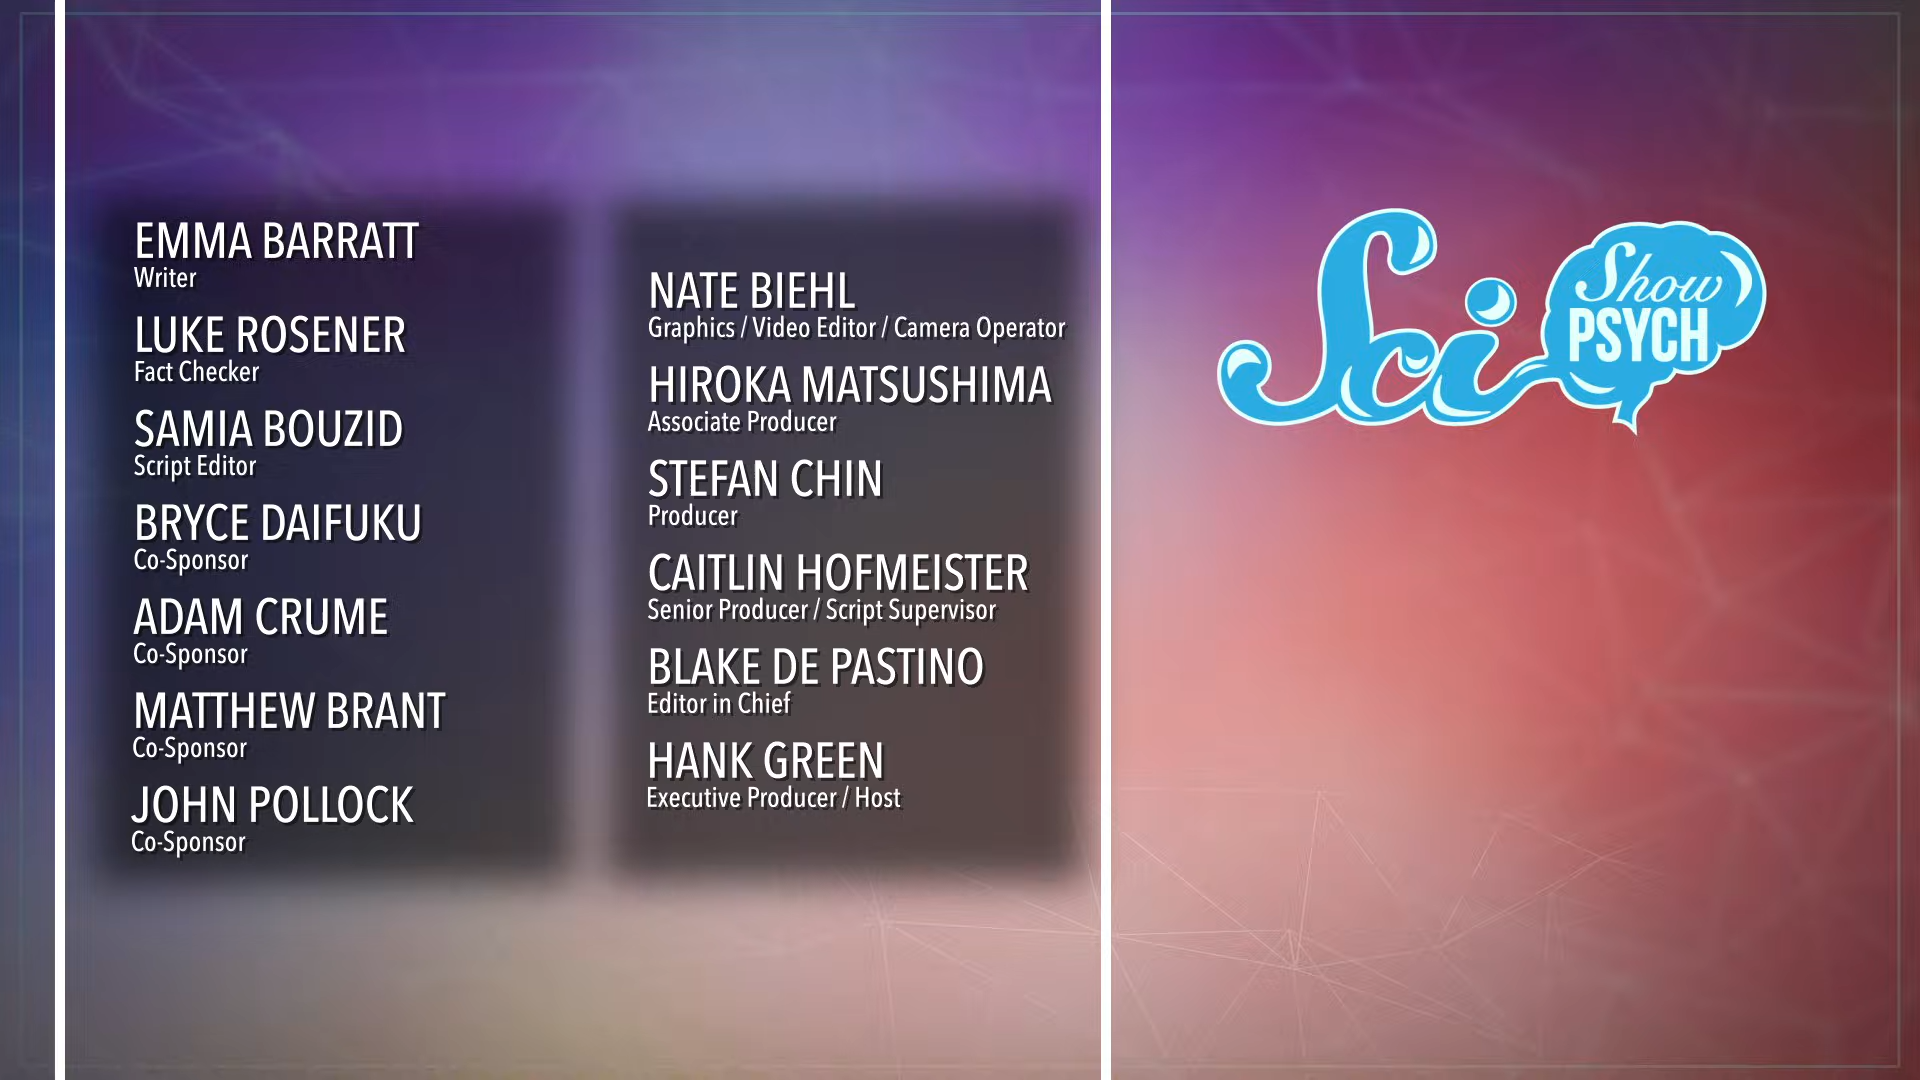 EMMA BARRATT
Writer
LUKE ROSENER
Fact Checker
SAMIA BOUZID
Script Editor
BRYCE DAIFUKU
Co-Sponsor
ADAM CRUME
Co-Sponsor
MATTHEW BRANT
Co-Sponsor
JOHN POLLOCK
Co-Sponsor
NATE BIEHL
Graphics / Video Editor / Camera Operator
HIROKA MATSUSHIMA
Associate Producer
STEFAN CHIN
Producer
CAITLIN HOFMEISTER
Senior Producer / Script Supervisor
BLAKE DE PASTINO
Editor in Chief
HANK GREEN
Executive Producer / Host
Sci
Show
PSYCH